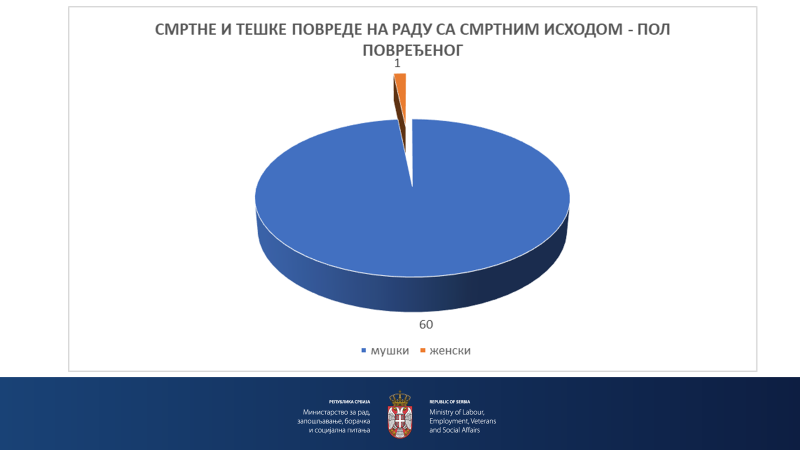 СМРТНЕ И ТЕШКЕ ПОВРЕДЕ НА РАДУ СА СМРТНИМ ИСХОДОМ - ПОЛ
ПОВРЕЂЕНОГ
1
60
мушки женски
РЕПУБЛИКА СРБИЈА
Министарство за рад,
запошљавање, борачка
и социјална питања
REPUBLIC OF SERBIA
Ministry of Labour,
Employment, Veterans
and Social Affairs